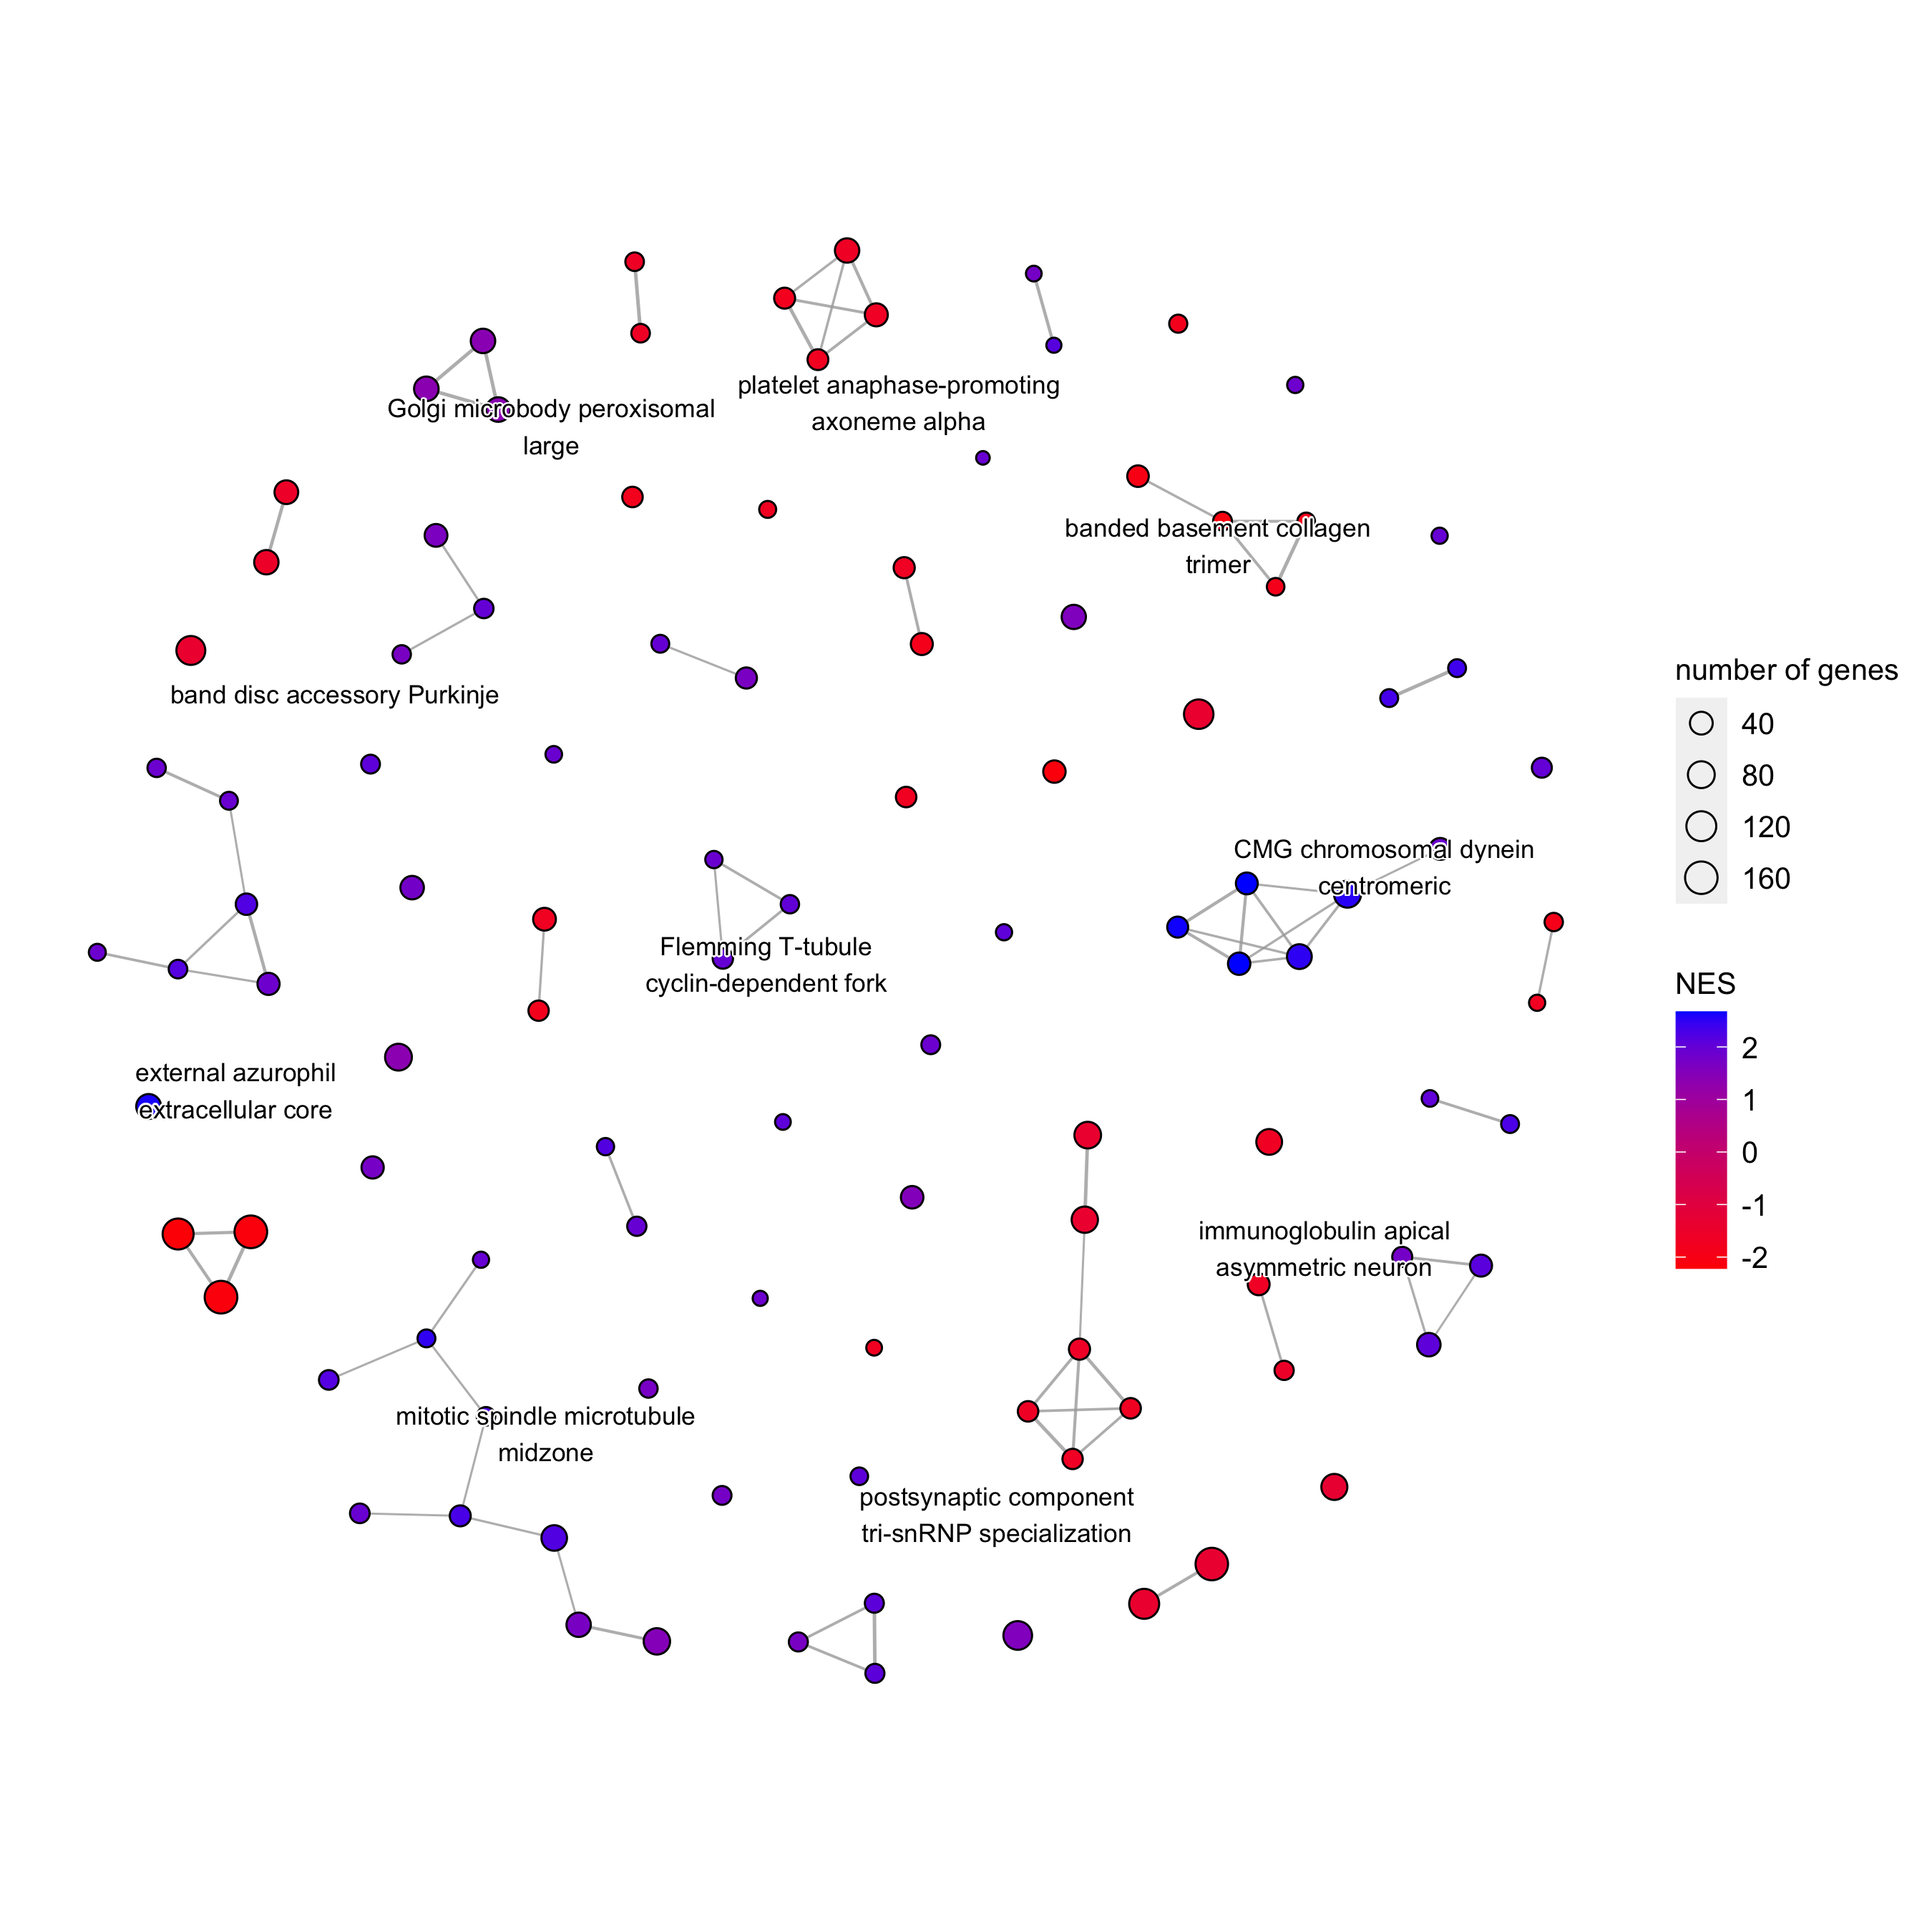 platelet anaphase-promoting
axoneme alpha
Golgi microbody peroxisomal
large
banded basement collagen
trimer
band disc accessory Purkinje
CMG chromosomal dynein
centromeric
Flemming T-tubule
cyclin-dependent fork
external azurophil
extracellular core
immunoglobulin apical
asymmetric neuron
mitotic spindle microtubule
midzone
postsynaptic component
tri-snRNP specialization
number of genes
40
80
120
160
NES
2
1
0
-1
-2